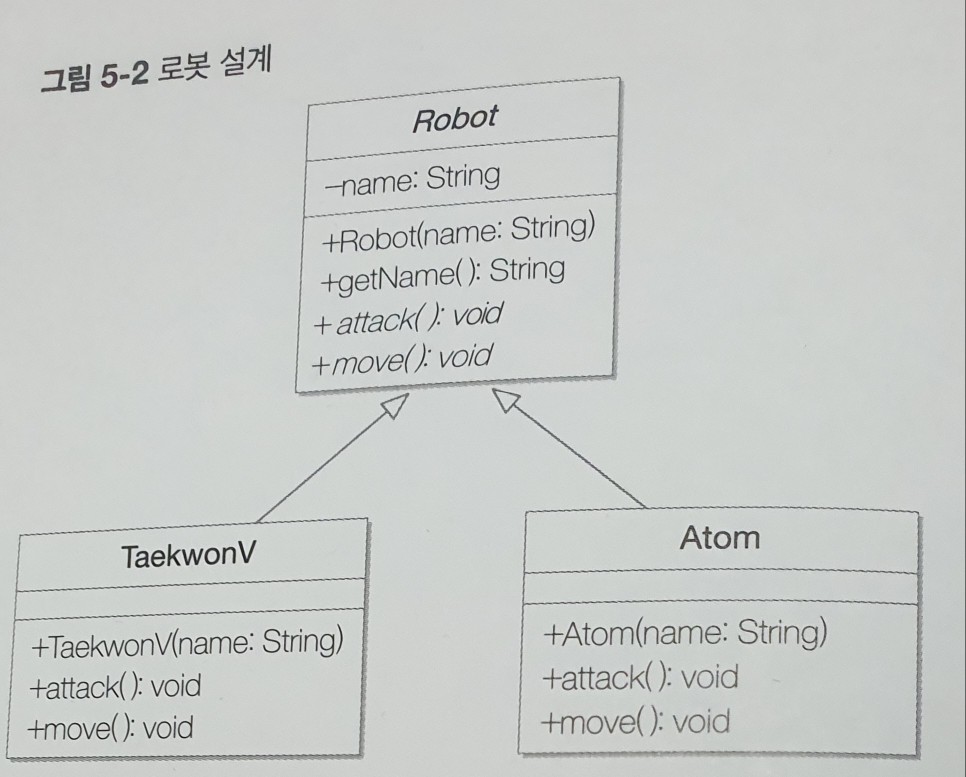 그림 5-2 로봇 설계
Robot
–name: String
+Robot(name: String)
+getName( ): String
+attack( ): void
+move( ): void
TaekwonV
+TaekwonV(name: String)
+attack( ): void
+move( ): void
Atom
+Atom(name: String)
+attack( ): void
+move( ): void